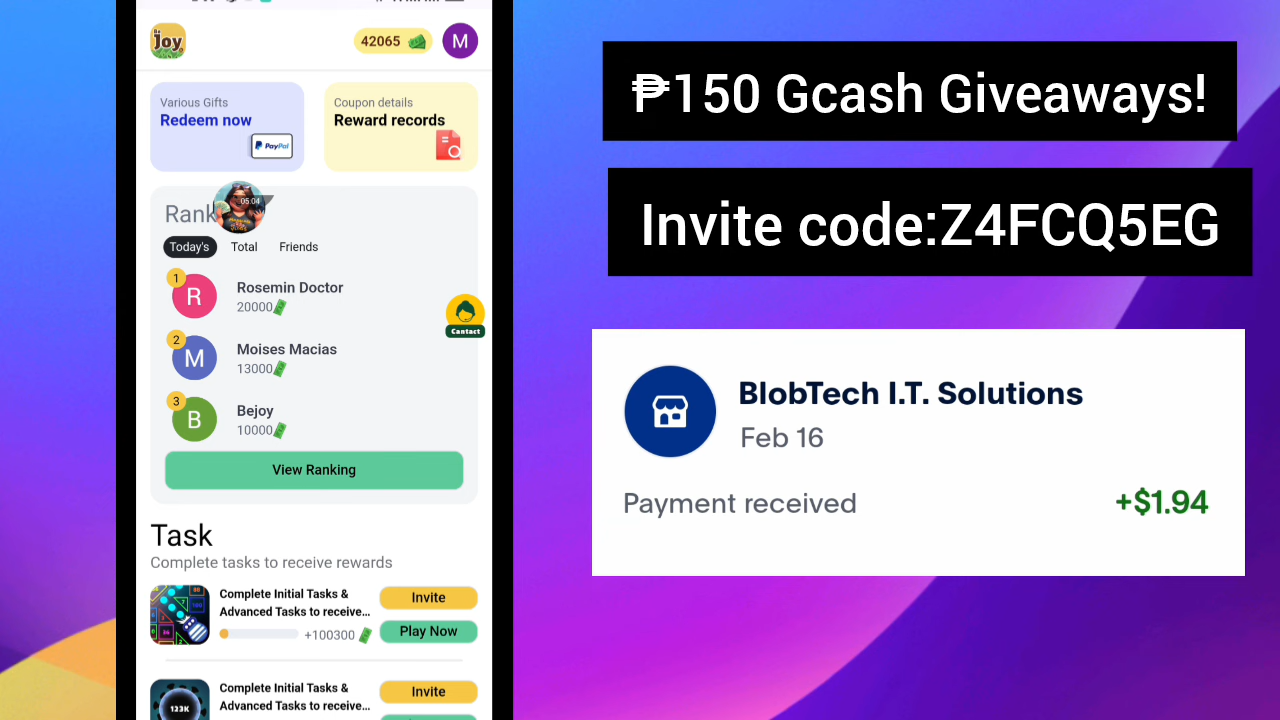 Joy
42065
M
Various Gifts
Redeem now
PayPal
Coupon details
Reward records
Rank
05:04
Today's
Total
Friends
1
R
Rosemin Doctor
20000
2
M
Moises Macias
13000
3
B
Bejoy
10000
Cantact
View Ranking
Task
Complete tasks to receive rewards
Complete Initial Tasks &
Advanced Tasks to receive...
+100300
Invite
Play Now
Complete Initial Tasks &
Advanced Tasks to receive...
123K
Invite
₱150 Gcash Giveaways!
Invite code:Z4FCQ5EG
BlobTech I.T. Solutions
Feb 16
Payment received
+$1.94